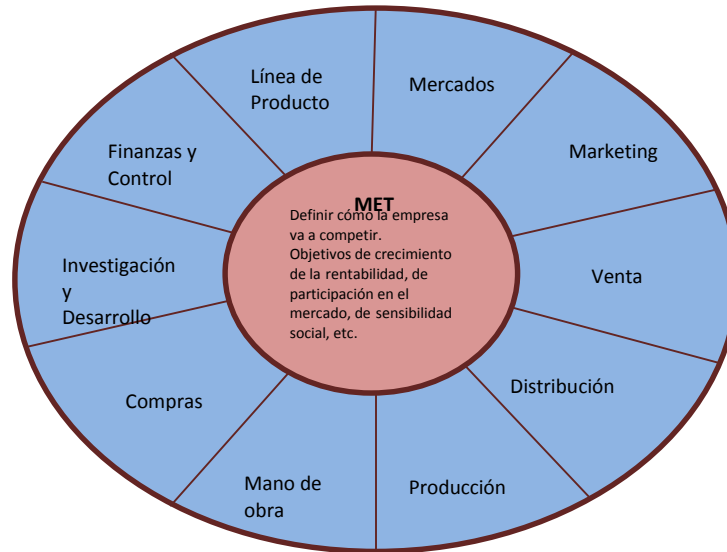 Línea de
Producto
Mercados
Marketing
Venta
Distribución
Producción
Mano de
obra
Compras
Investigación
y
Desarrollo
Finanzas y
Control
MET
Definir cómo la empresa
va a competir.
Objetivos de crecimiento
de la rentabilidad, de
participación en el
mercado, de sensibilidad
social, etc.